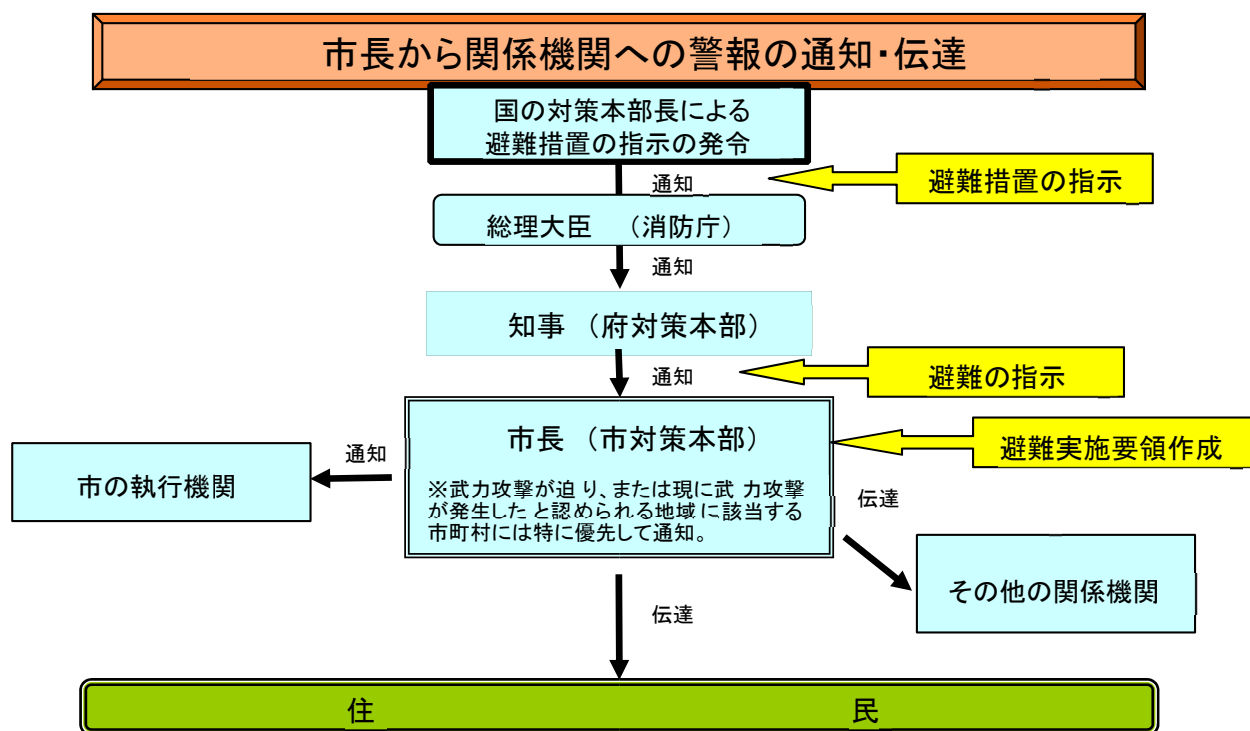 市長から関係機関への警報の通知・伝達
国の対策本部長による
避難措置の指示の発令
通知
避難措置の指示
総理大臣 （消防庁）
通知
知事 （府対策本部）
通知
避難の指示
市長 （市対策本部）
※武力攻撃が迫り、または現に武力攻撃
が発生したと認められる地域に該当する
市町村には特に優先して通知。
避難実施要領作成
通知
市の執行機関
伝達
その他の関係機関
伝達
住 民